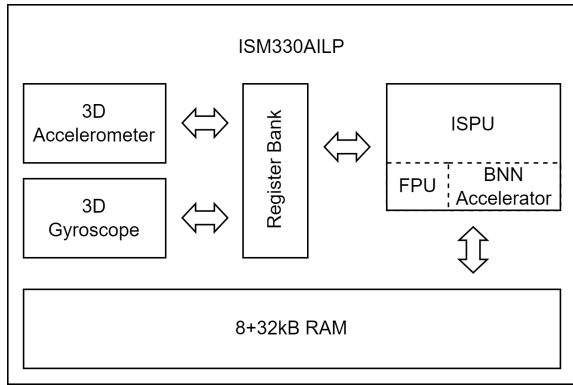 ISM330AILP
3D
Accelerometer
3D
Gyroscope
Register Bank
ISPU
FPU
BNN
Accelerator
8+32kB RAM